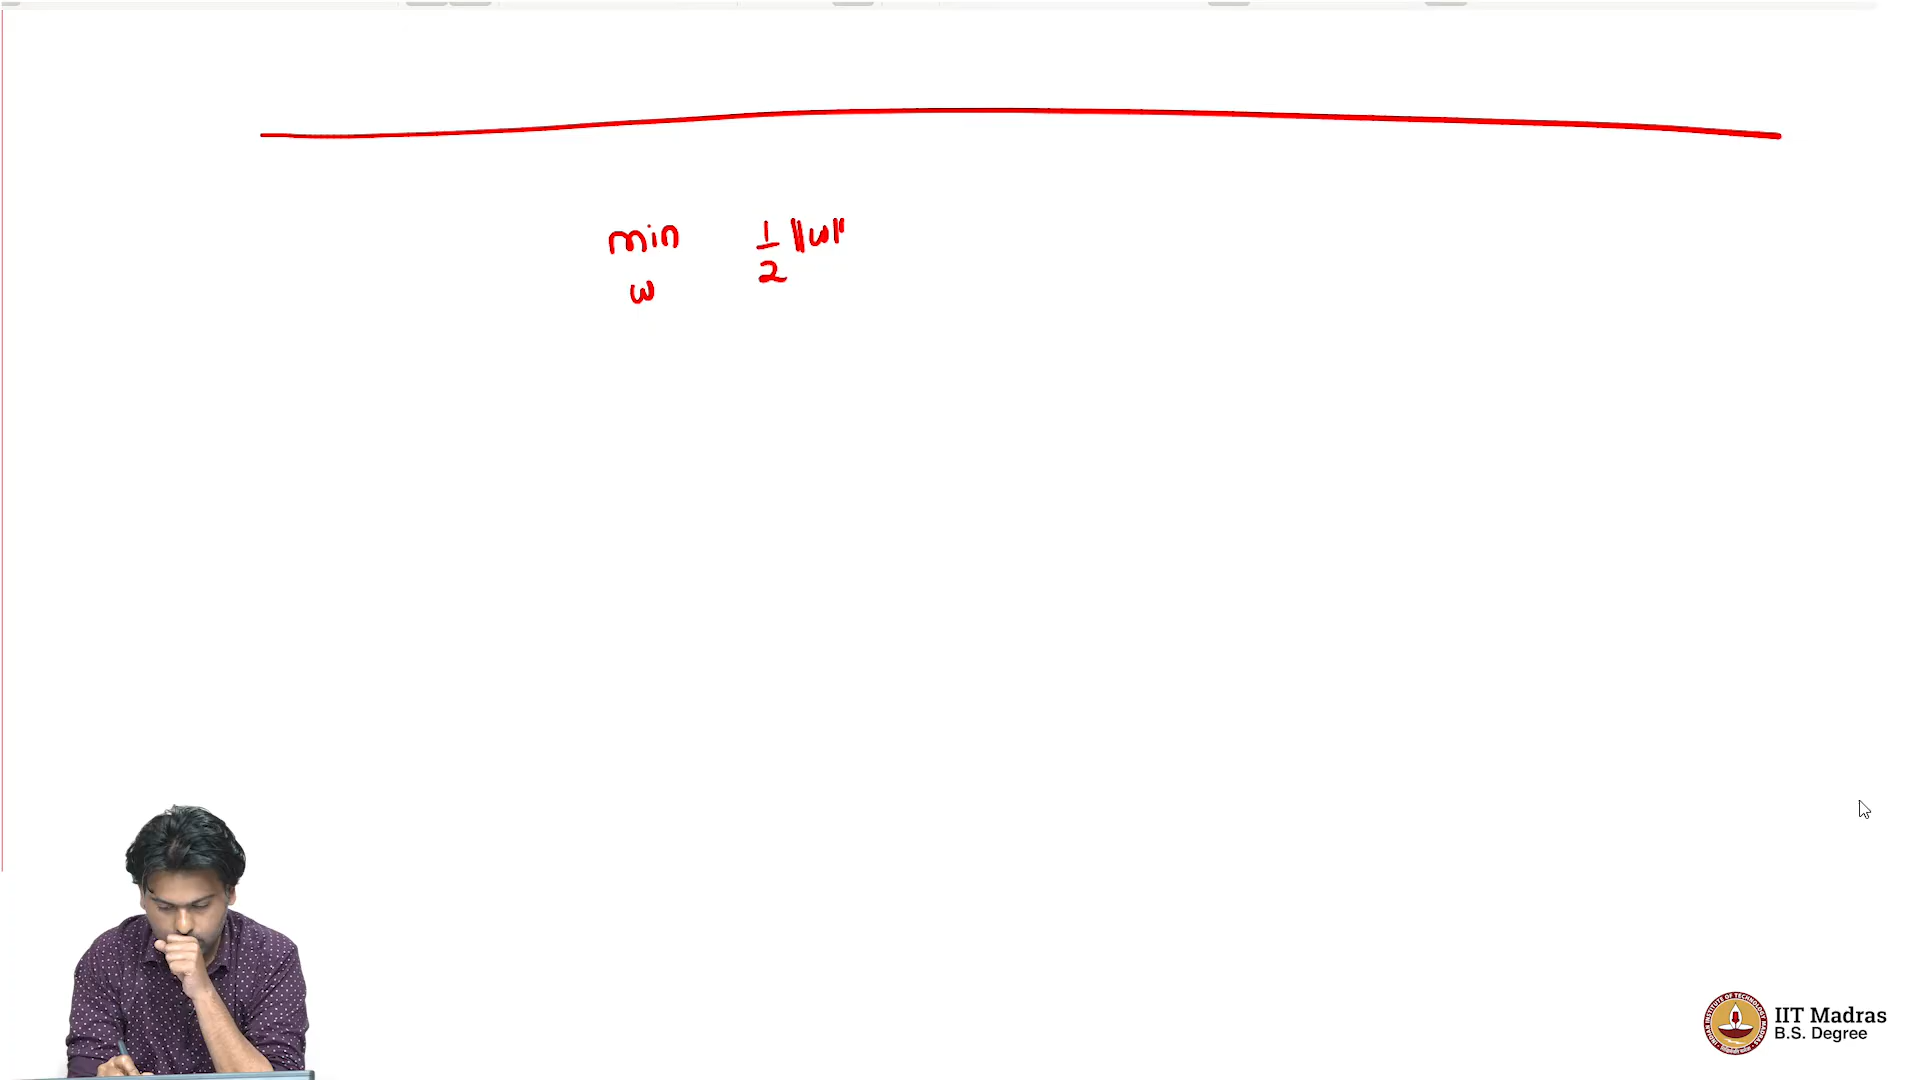 min 1/2 ||w||
w
IIT Madras
B.S. Degree